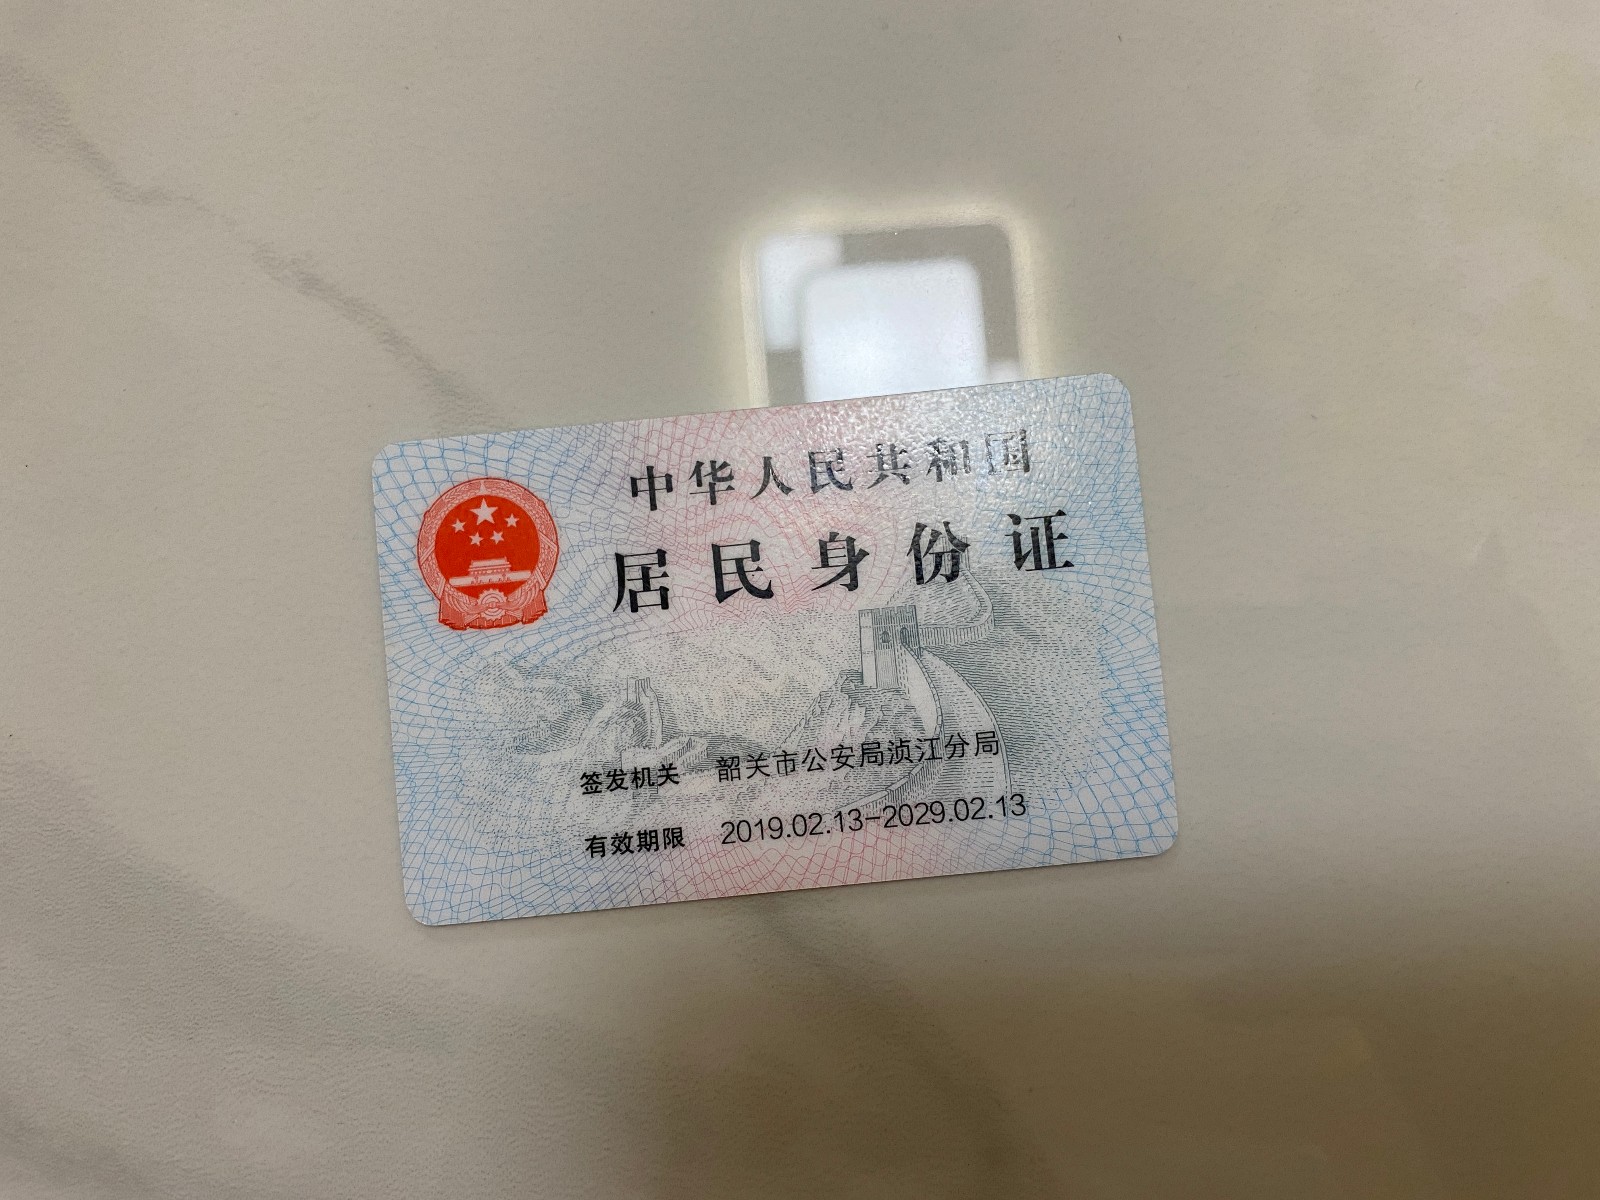 中华人民共和国
居民身份证
签发机关 韶关市公安局浈江分局
有效期限 2019.02.13-2029.02.13